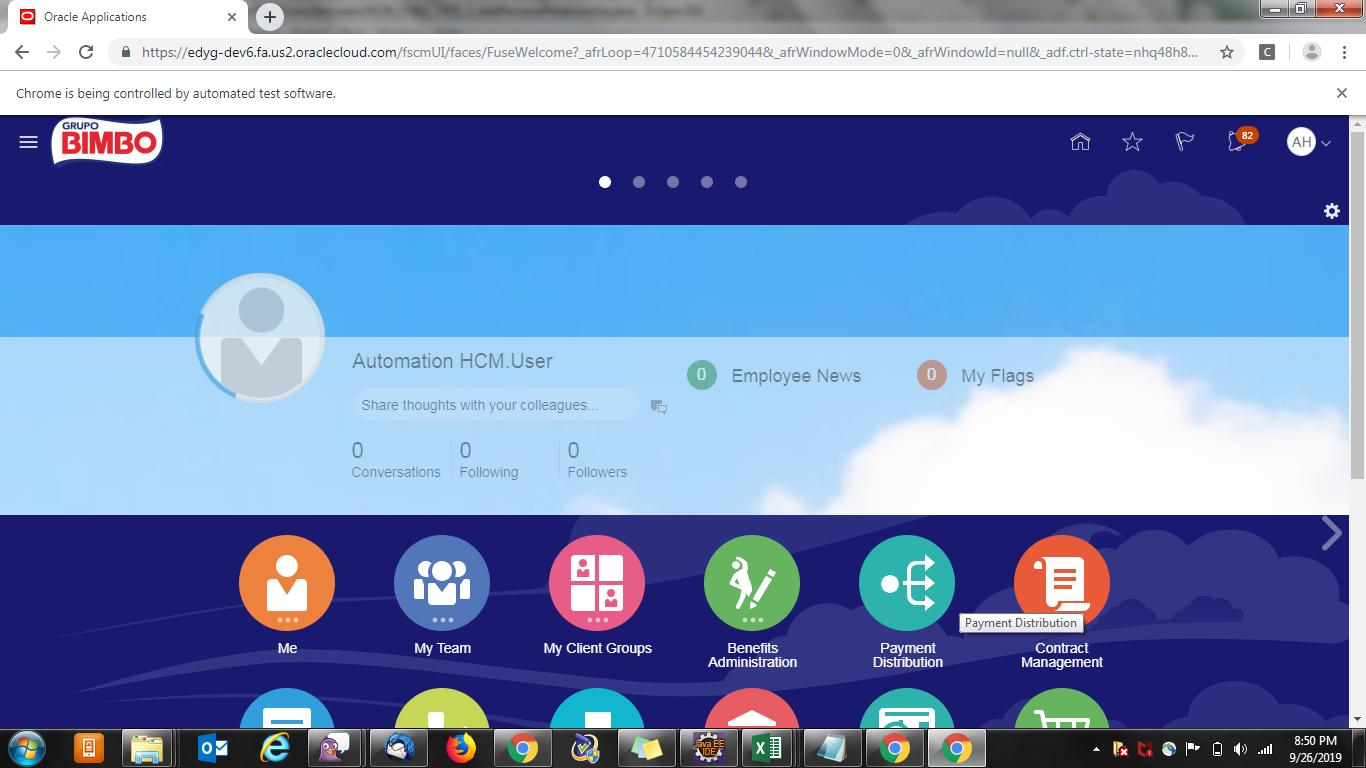 Oracle Applications
https://edyg-dev6.fa.us2.oraclecloud.com/fscmUI/faces/FuseWelcome?_afrLoop=4710584454239044&_afrWindowMode=0&_afrWindowId=null&_adf.ctrl-state=nhq48h8...
C
Chrome is being controlled by automated test software.
GRUPO
BIMBO
82
AH
Automation HCM.User
0 Employee News
0 My Flags
Share thoughts with your colleagues...
0 0 0
Conversations Following Followers
Payment Distribution
Me
My Team
My Client Groups
Benefits
Administration
Payment
Distribution
Contract
Management
Java EE
IDE
8:50 PM
9/26/2019